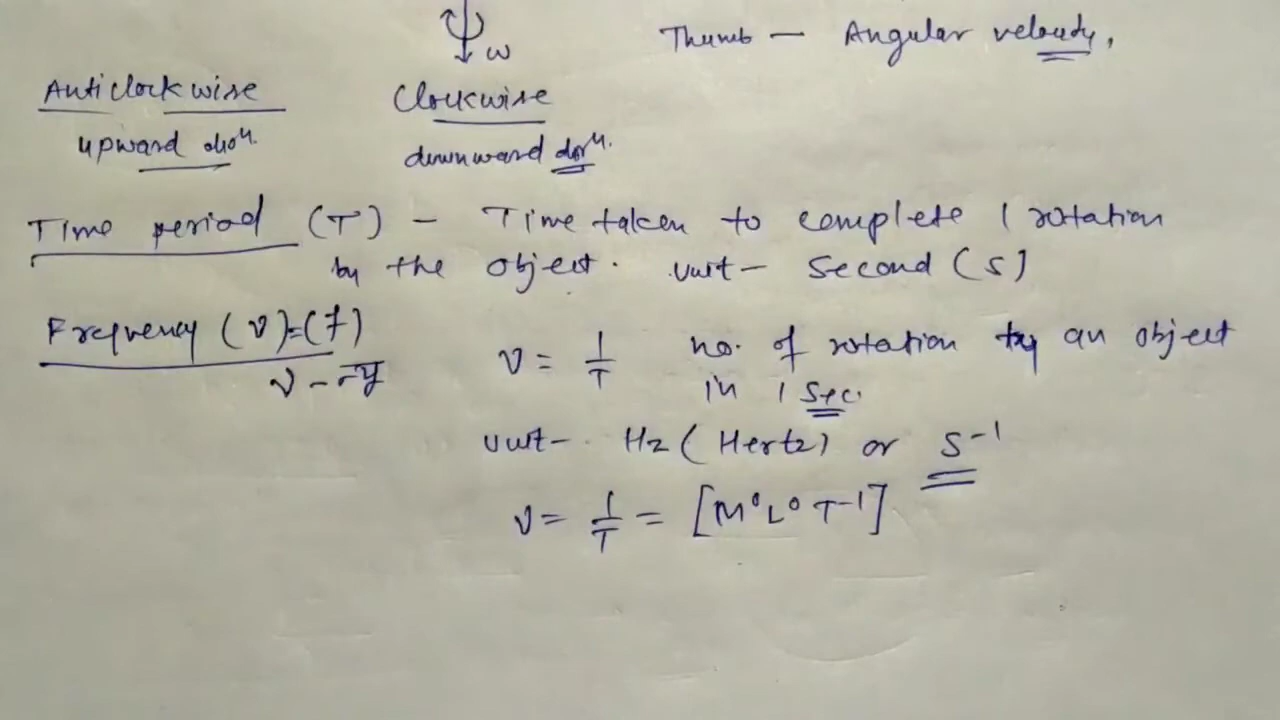 ω
Thumb — Angular velocity,
Anticlockwise
Clockwise
upward dirⁿ.
downward dirⁿ.
Time period (T) - Time taken to complete 1 rotation
by the object. unit - Second (S)
Frequency (ν)=(f)
ν = 1/T no. of rotation by an object
in 1 sec.
ν - न्यू
unit - Hz (Hertz) or S⁻¹
ν = 1/T = [M⁰L⁰T⁻¹]